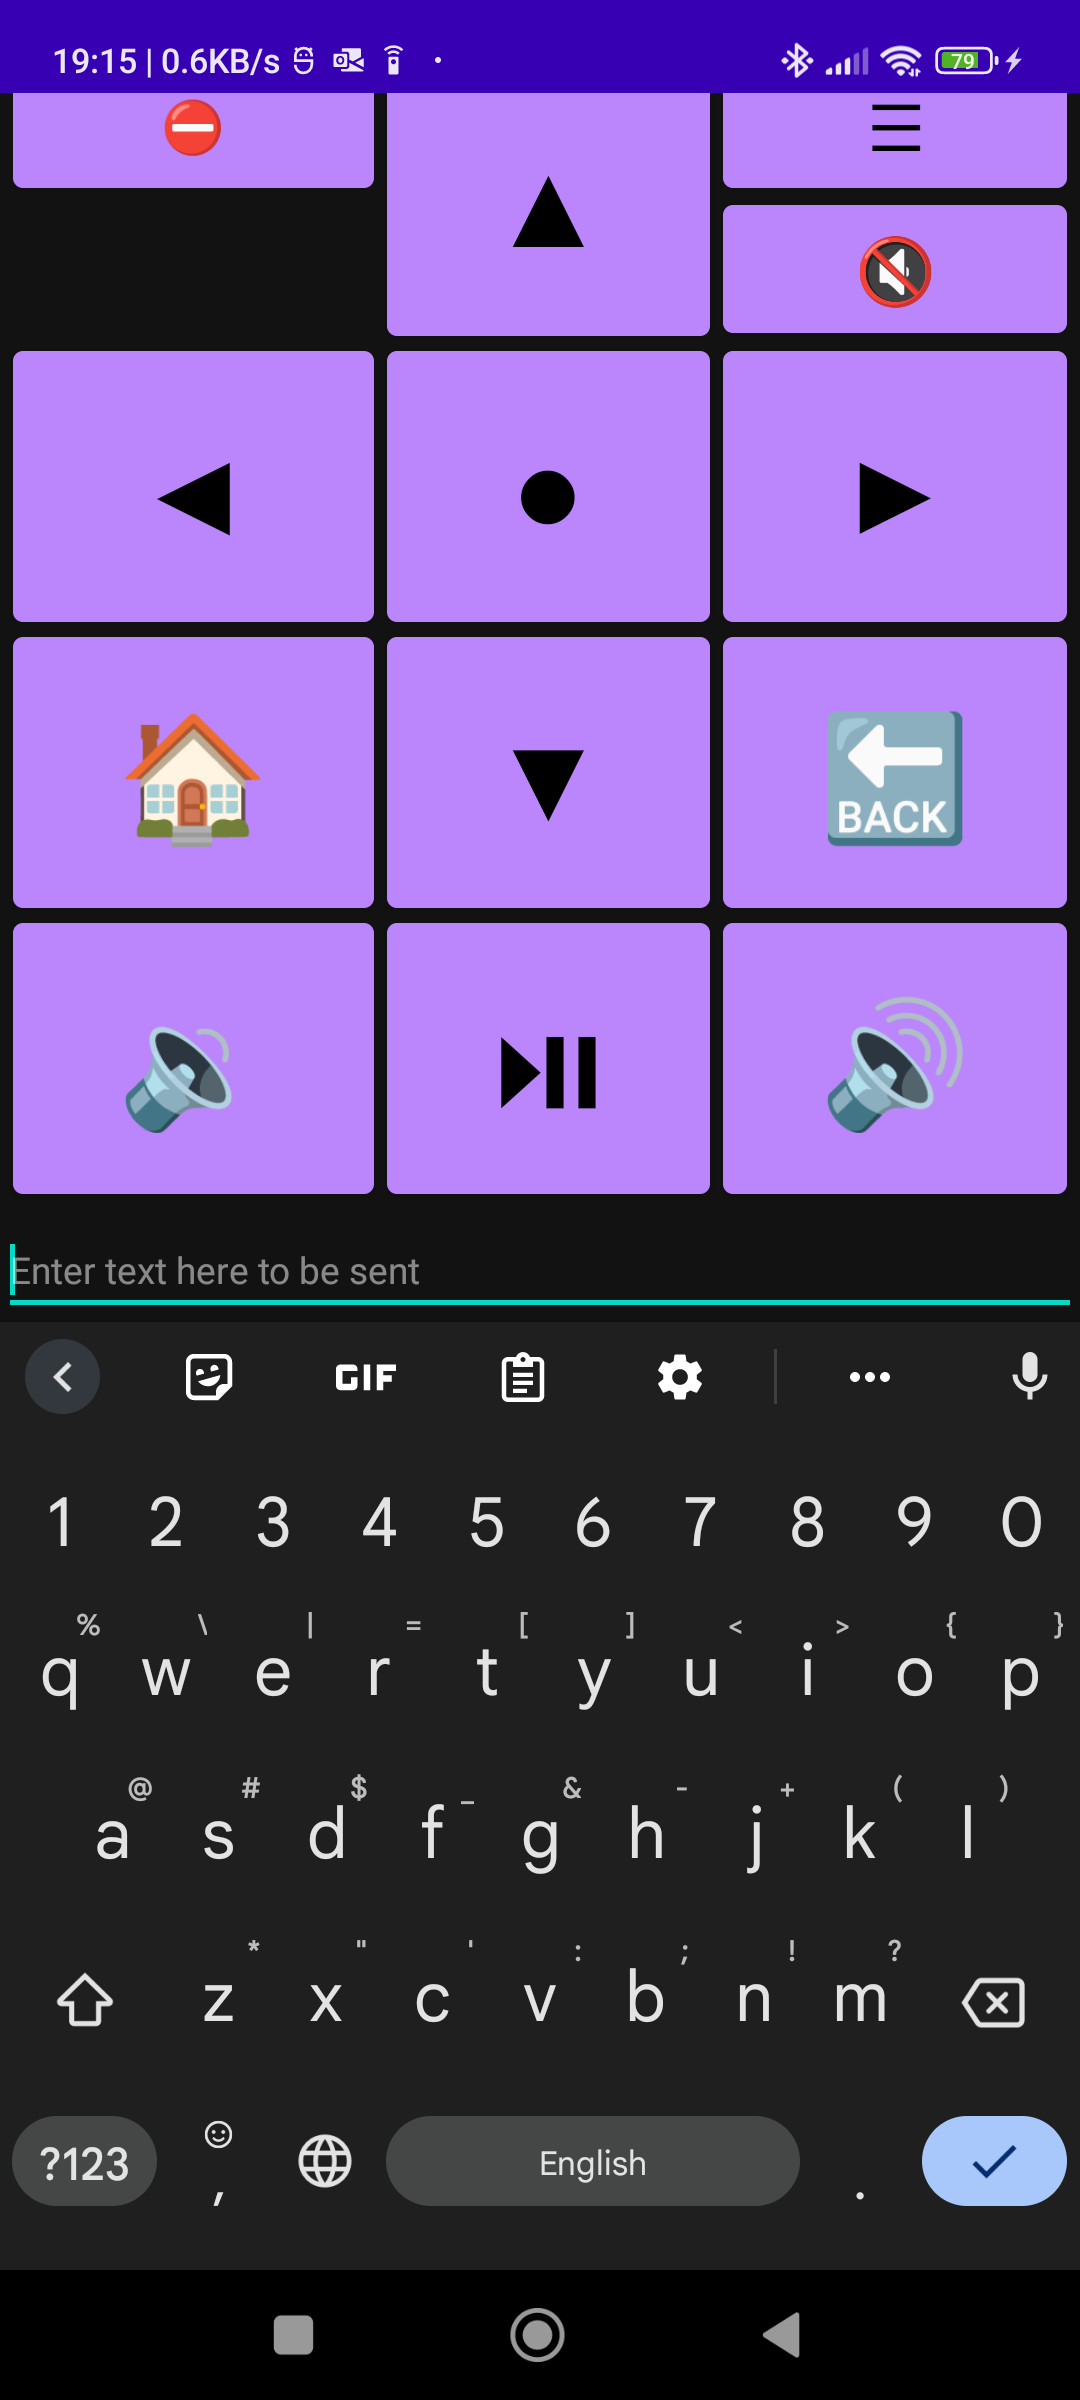 19:15 | 0.6KB/s 79
BACK
Enter text here to be sent
GIF
1 2 3 4 5 6 7 8 9 0
% \ | = [ ] < > { }
q w e r t y u i o p
@ # $ _ & - + ( )
a s d f g h j k l
* " ' : ; ! ?
z x c v b n m
?123 , English .